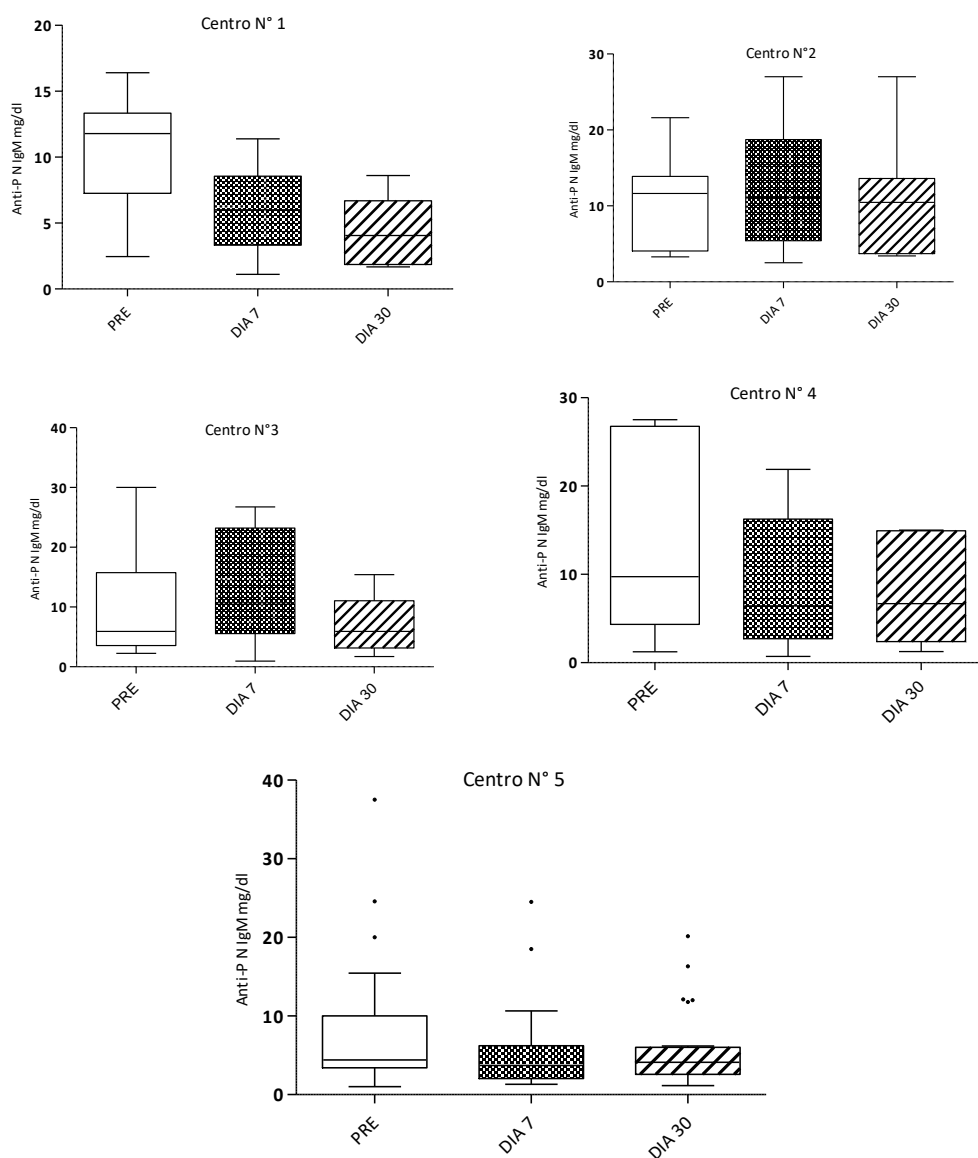 Centro N° 1
Anti-P N IgM mg/dl
20
15
10
5
0
PRE
DIA 7
DIA 30
Centro N°2
Anti-P N IgM mg/dl
30
20
10
0
PRE
DIA 7
DIA 30
Centro N°3
Anti-P N IgM mg/dl
40
30
20
10
0
PRE
DIA 7
DIA 30
Centro N° 4
Anti-P N IgM mg/dl
30
20
10
0
PRE
DIA 7
DIA 30
Centro N° 5
Anti-P N IgM mg/dl
40
30
20
10
0
PRE
DIA 7
DIA 30